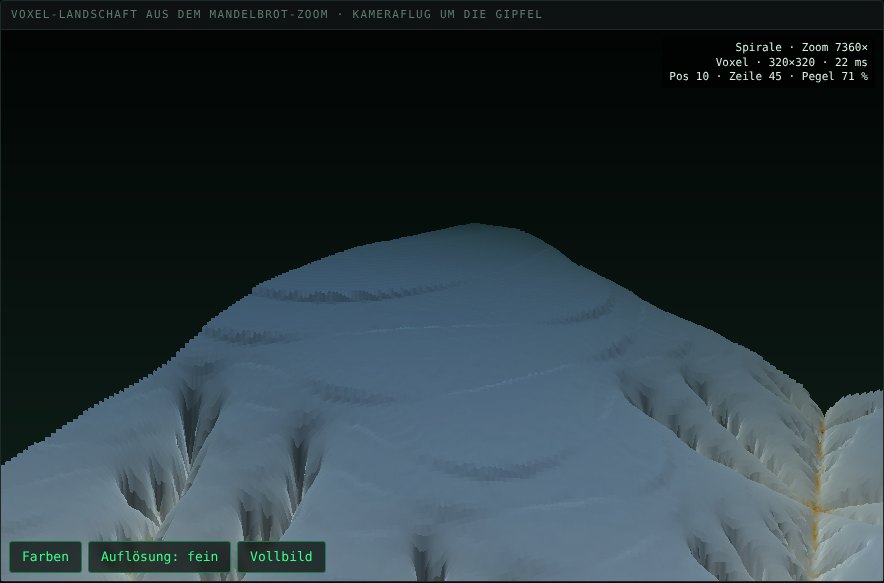 VOXEL-LANDSCHAFT AUS DEM MANDELBROT-ZOOM · KAMERAFLUG UM DIE GIPFEL
Spirale · Zoom 7360×
Voxel · 320×320 · 22 ms
Pos 10 · Zeile 45 · Pegel 71 %
Farben
Auflösung: fein
Vollbild